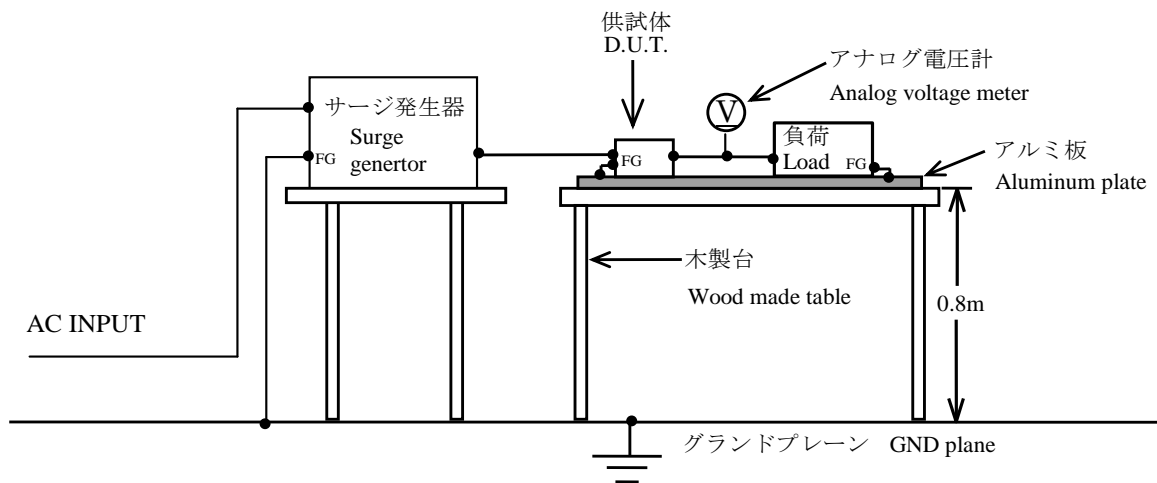 供試体
D.U.T.
サージ発生器
Surge
genertor
FG
FG
V
アナログ電圧計
Analog voltage meter
負荷
Load
FG
アルミ板
Aluminum plate
木製台
Wood made table
0.8m
AC INPUT
グランドプレーン GND plane